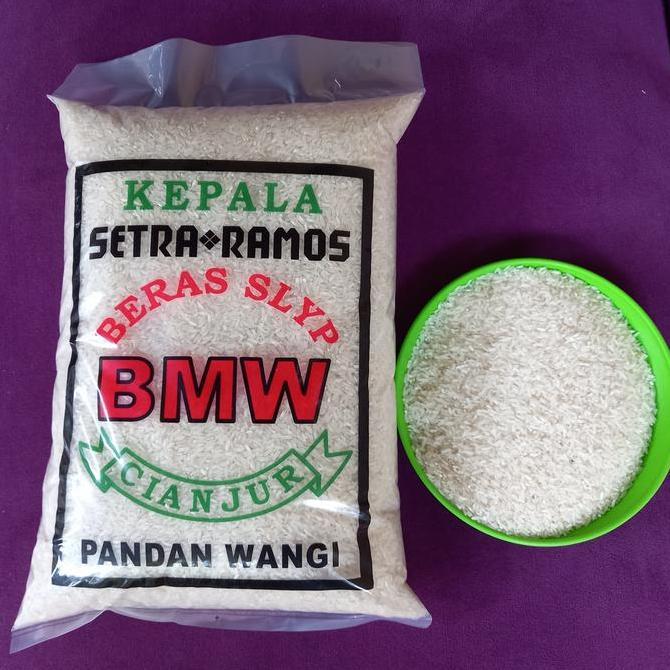 KEPALA
SETRA❖RAMOS
BERAS SLYP
BMW
CIANJUR
PANDAN WANGI